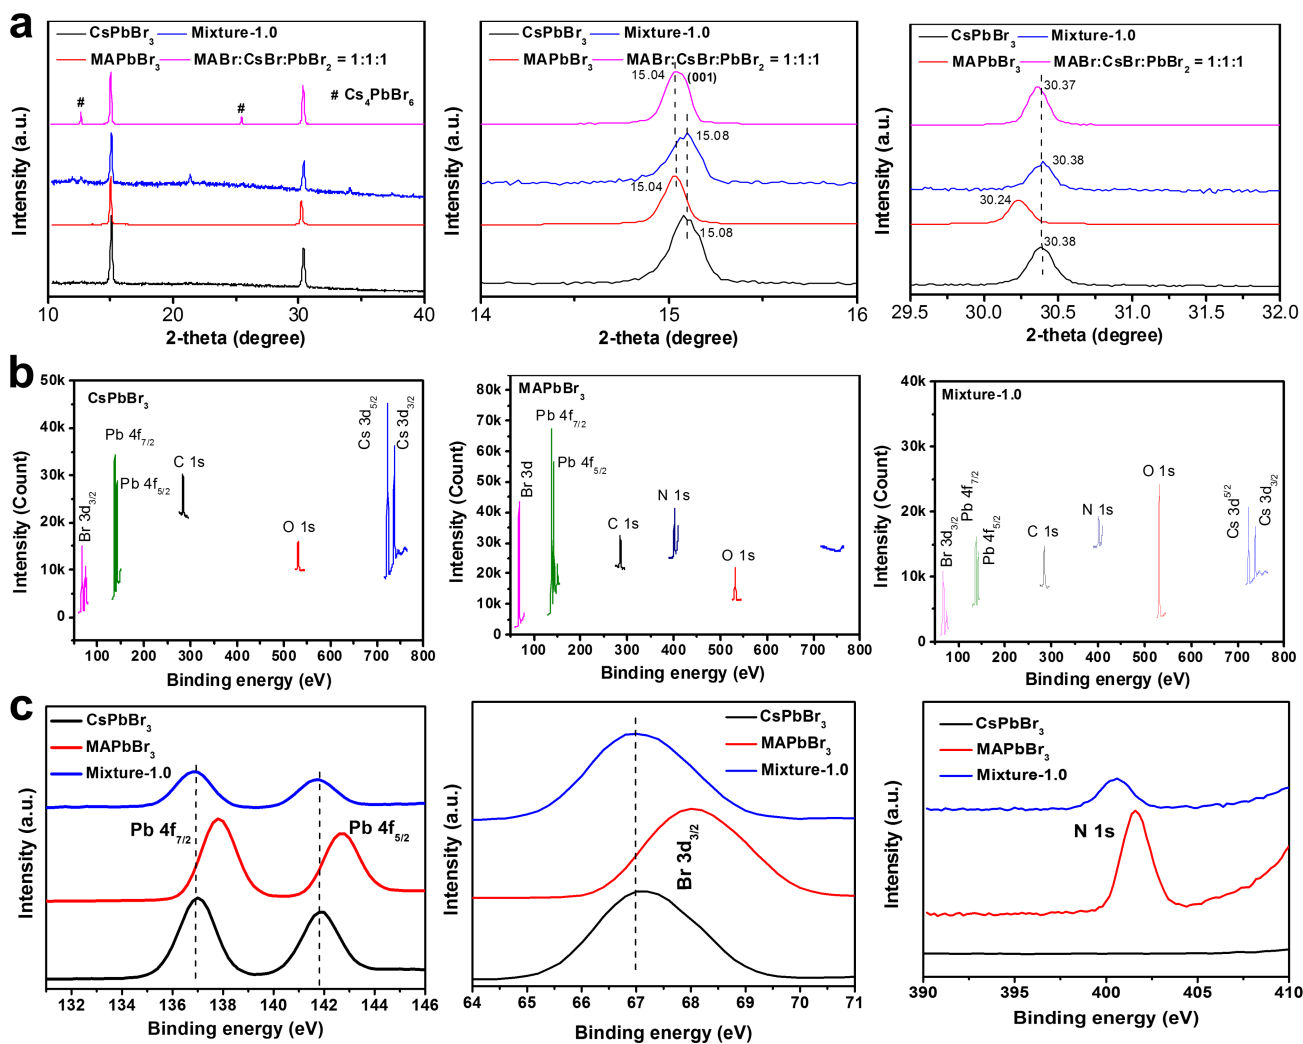 a
CsPbBr3 Mixture-1.0
MAPbBr3 MABr:CsBr:PbBr2 = 1:1:1
# Cs4PbBr6
#
#
Intensity (a.u.)
10 20 30 40
2-theta (degree)
CsPbBr3 Mixture-1.0
MAPbBr3 MABr:CsBr:PbBr2 = 1:1:1
15.04 (001)
15.08
15.04
15.08
Intensity (a.u.)
14 15 16
2-theta (degree)
CsPbBr3 Mixture-1.0
MAPbBr3 MABr:CsBr:PbBr2 = 1:1:1
30.37
30.38
30.24
30.38
Intensity (a.u.)
29.5 30.0 30.5 31.0 31.5 32.0
2-theta (degree)
b
CsPbBr3
50k
40k
30k
20k
10k
0
Br 3d3/2
Pb 4f7/2
Pb 4f5/2
C 1s
O 1s
Cs 3d5/2
Cs 3d3/2
Intensity (Count)
100 200 300 400 500 600 700 800
Binding energy (eV)
MAPbBr3
80k
70k
60k
50k
40k
30k
20k
10k
0
Br 3d
Pb 4f7/2
Pb 4f5/2
C 1s
N 1s
O 1s
Intensity (Count)
100 200 300 400 500 600 700 800
Binding energy (eV)
Mixture-1.0
40k
30k
20k
10k
0
Br 3d3/2
Pb 4f7/2
Pb 4f5/2
C 1s
N 1s
O 1s
Cs 3d5/2
Cs 3d3/2
Intensity (Count)
100 200 300 400 500 600 700 800
Binding energy (eV)
c
CsPbBr3
MAPbBr3
Mixture-1.0
Pb 4f7/2
Pb 4f5/2
Intensity (a.u.)
132 134 136 138 140 142 144 146
Binding energy (eV)
CsPbBr3
MAPbBr3
Mixture-1.0
Br 3d3/2
Intensity (a.u.)
64 65 66 67 68 69 70 71
Binding energy (eV)
CsPbBr3
MAPbBr3
Mixture-1.0
N 1s
Intensity (a.u.)
390 395 400 405 410
Binding energy (eV)